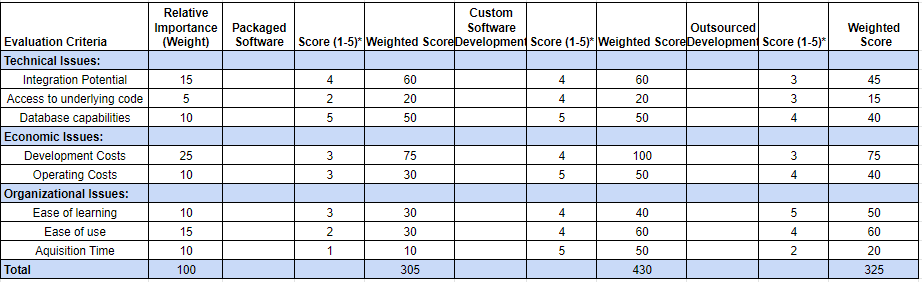 Evaluation Criteria Relative Importance (Weight) Packaged Software Score (1-5)* Weighted Score Custom Software Development Score (1-5)* Weighted Score Outsourced Development Score (1-5)* Weighted Score
Technical Issues:
Integration Potential 15 4 60 4 60 3 45
Access to underlying code 5 2 20 4 20 3 15
Database capabilities 10 5 50 5 50 4 40
Economic Issues:
Development Costs 25 3 75 4 100 3 75
Operating Costs 10 3 30 5 50 4 40
Organizational Issues:
Ease of learning 10 3 30 4 40 5 50
Ease of use 15 2 30 4 60 4 60
Aquisition Time 10 1 10 5 50 2 20
Total 100 305 430 325